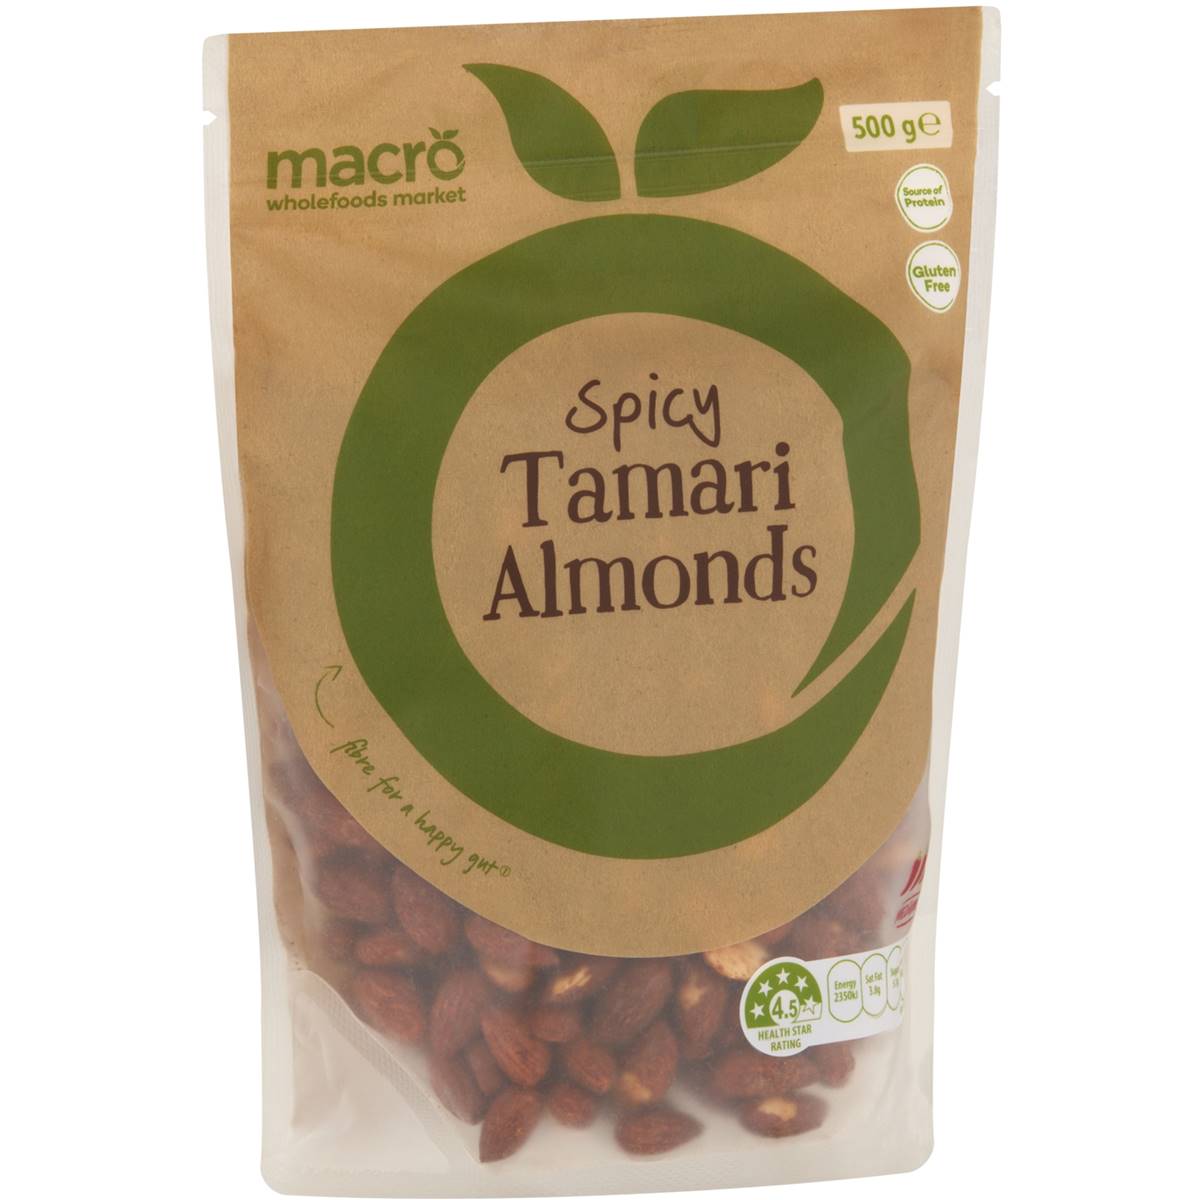 macro
wholefoods market
500 g℮
Source of
Protein
Gluten
Free
Spicy
Tamari
Almonds
fibre for a happy gut
4.5
HEALTH STAR
RATING
Energy
2350kJ
Sat Fat
3.8g